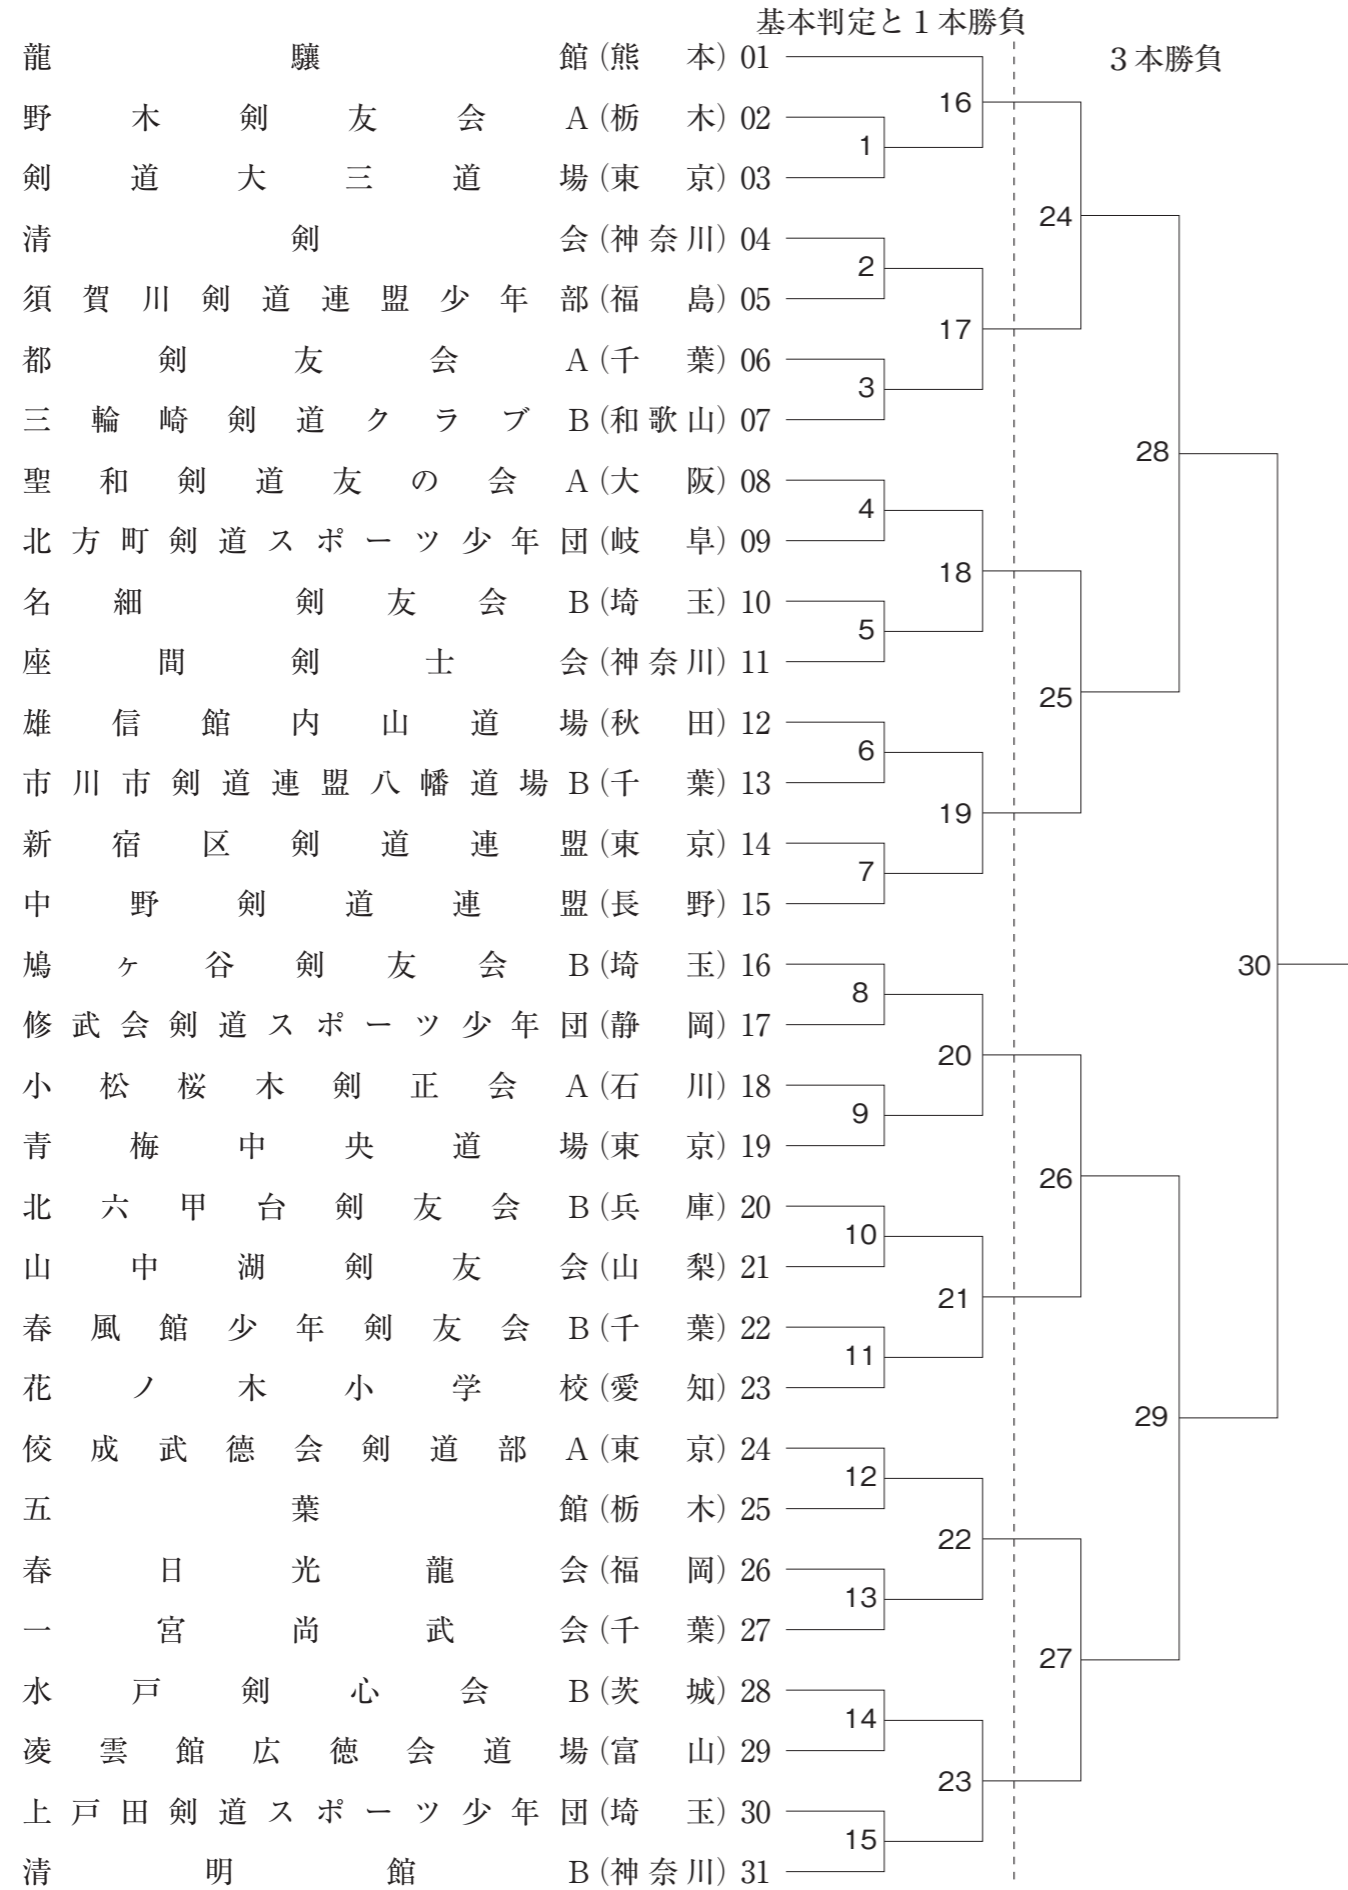 基本判定と1本勝負
3本勝負
龍驤館(熊本)01
野木剣友会A(栃木)02
剣道大三道場(東京)03
清剣会(神奈川)04
須賀川剣道連盟少年部(福島)05
都剣友会A(千葉)06
三輪崎剣道クラブB(和歌山)07
聖和剣道友の会A(大阪)08
北方町剣道スポーツ少年団(岐阜)09
名細 剣友会B(埼玉)10
座間剣士会(神奈川)11
雄信館内山道場(秋田)12
市川市剣道連盟八幡道場B(千葉)13
新宿区剣道連盟(東京)14
中野剣道連盟(長野)15
鳩ヶ谷剣友会B(埼玉)16
修武会剣道スポーツ少年団(静岡)17
小松桜木剣正会A(石川)18
青梅中央道場(東京)19
北六甲台剣友会B(兵庫)20
山中湖剣友会(山梨)21
春風館少年剣友会B(千葉)22
花ノ木小学校(愛知)23
佼成武徳会剣道部A(東京)24
五葉館(栃木)25
春日光龍会(福岡)26
一宮尚武会(千葉)27
水戸剣心会B(茨城)28
凌雲館広徳会道場(富山)29
上戸田剣道スポーツ少年団(埼玉)30
清明館B(神奈川)31
1
2
3
4
5
6
7
8
9
10
11
12
13
14
15
16
17
18
19
20
21
22
23
24
25
26
27
28
29
30